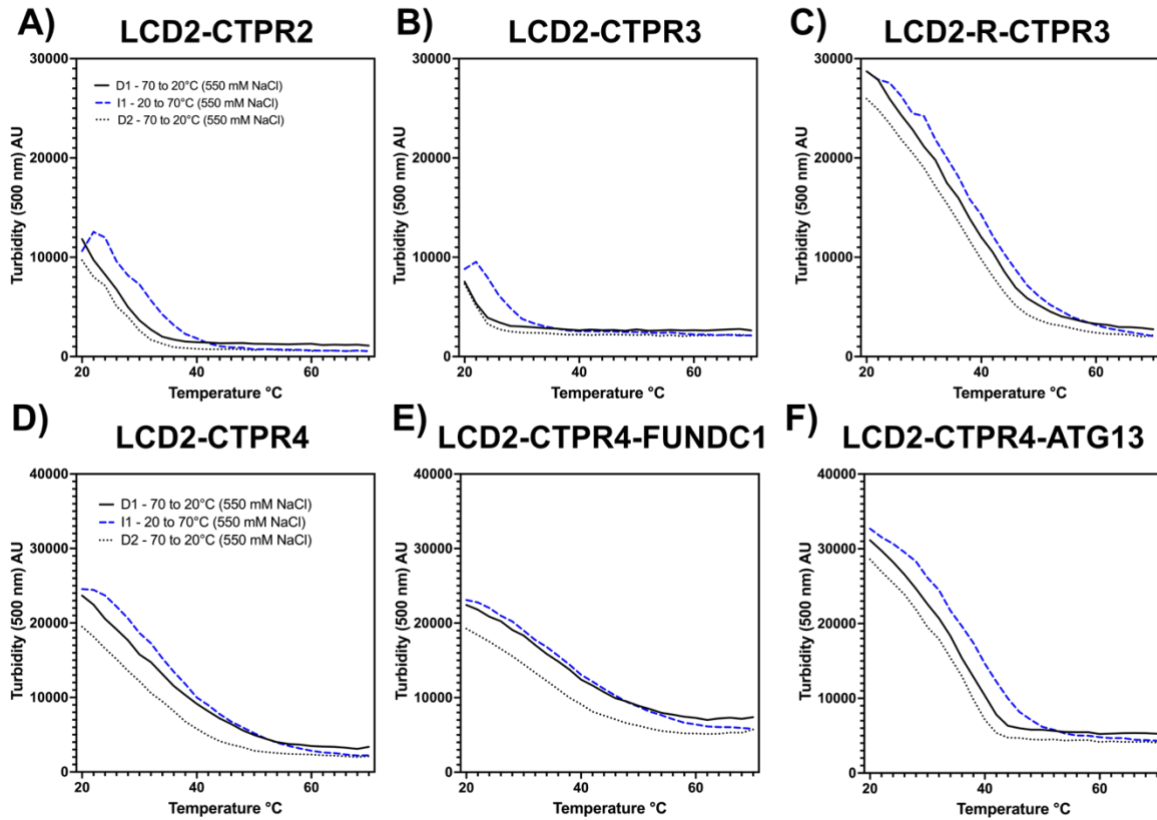 A)
LCD2-CTPR2
30000
20000
10000
0
Turbidity (500 nm) AU
D1 - 70 to 20°C (550 mM NaCl)
I1 - 20 to 70°C (550 mM NaCl)
D2 - 70 to 20°C (550 mM NaCl)
20 40 60
Temperature °C
B)
LCD2-CTPR3
30000
20000
10000
0
Turbidity (500 nm) AU
20 40 60
Temperature °C
C)
LCD2-R-CTPR3
30000
20000
10000
0
Turbidity (500 nm) AU
20 40 60
Temperature °C
D)
LCD2-CTPR4
40000
30000
20000
10000
0
Turbidity (500 nm) AU
D1 - 70 to 20°C (550 mM NaCl)
I1 - 20 to 70°C (550 mM NaCl)
D2 - 70 to 20°C (550 mM NaCl)
20 40 60
Temperature °C
E)
LCD2-CTPR4-FUNDC1
40000
30000
20000
10000
0
Turbidity (500 nm) AU
20 40 60
Temperature °C
F)
LCD2-CTPR4-ATG13
40000
30000
20000
10000
0
Turbidity (500 nm) AU
20 40 60
Temperature °C